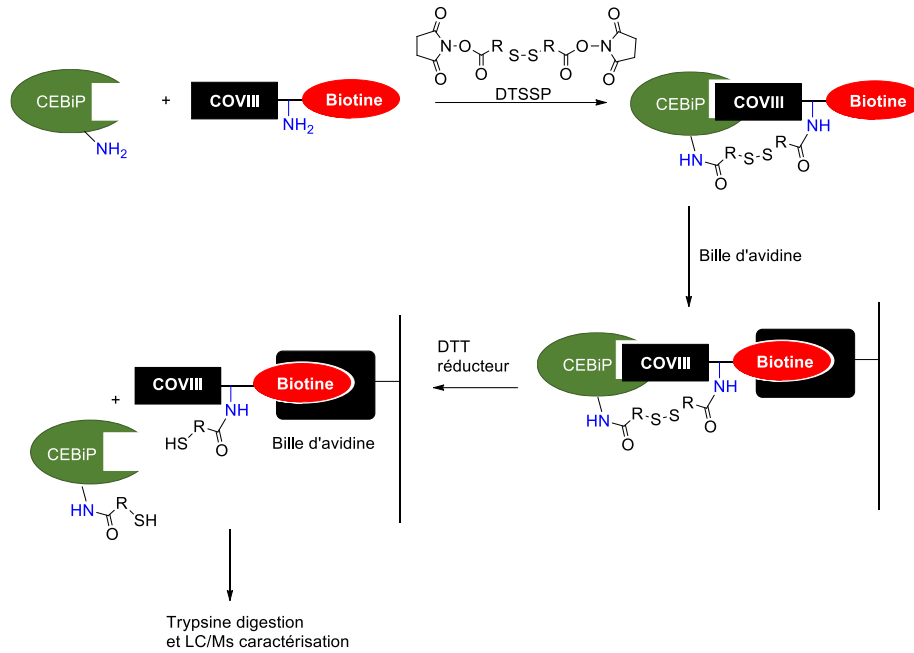 O O
N-O R S-S R O-N
O O O O
CEBiP + COVIII Biotine DTSSP CEBiP COVIII Biotine
NH2 NH2 NH
HN R-S-S R
O O
Bille d'avidine
DTT
réducteur
COVIII Biotine CEBiP COVIII Biotine
+ NH NH
HS R O Bille d'avidine HN R-S-S R
CEBiP O O
HN R SH
O
Trypsine digestion
et LC/Ms caractérisation